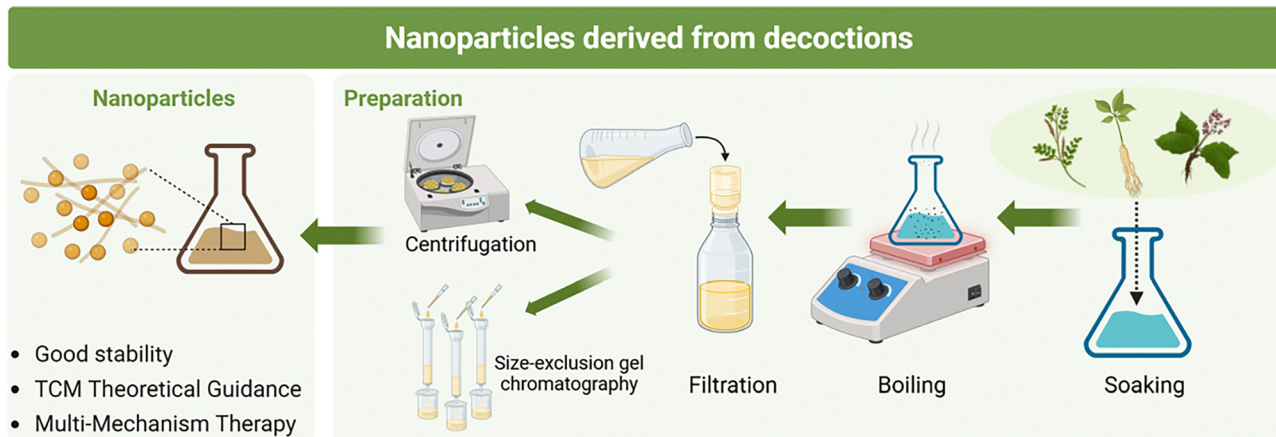 Nanoparticles derived from decoctions
Nanoparticles
Good stability
TCM Theoretical Guidance
Multi-Mechanism Therapy
Preparation
Centrifugation
Size-exclusion gel
chromatography
Filtration
Boiling
Soaking